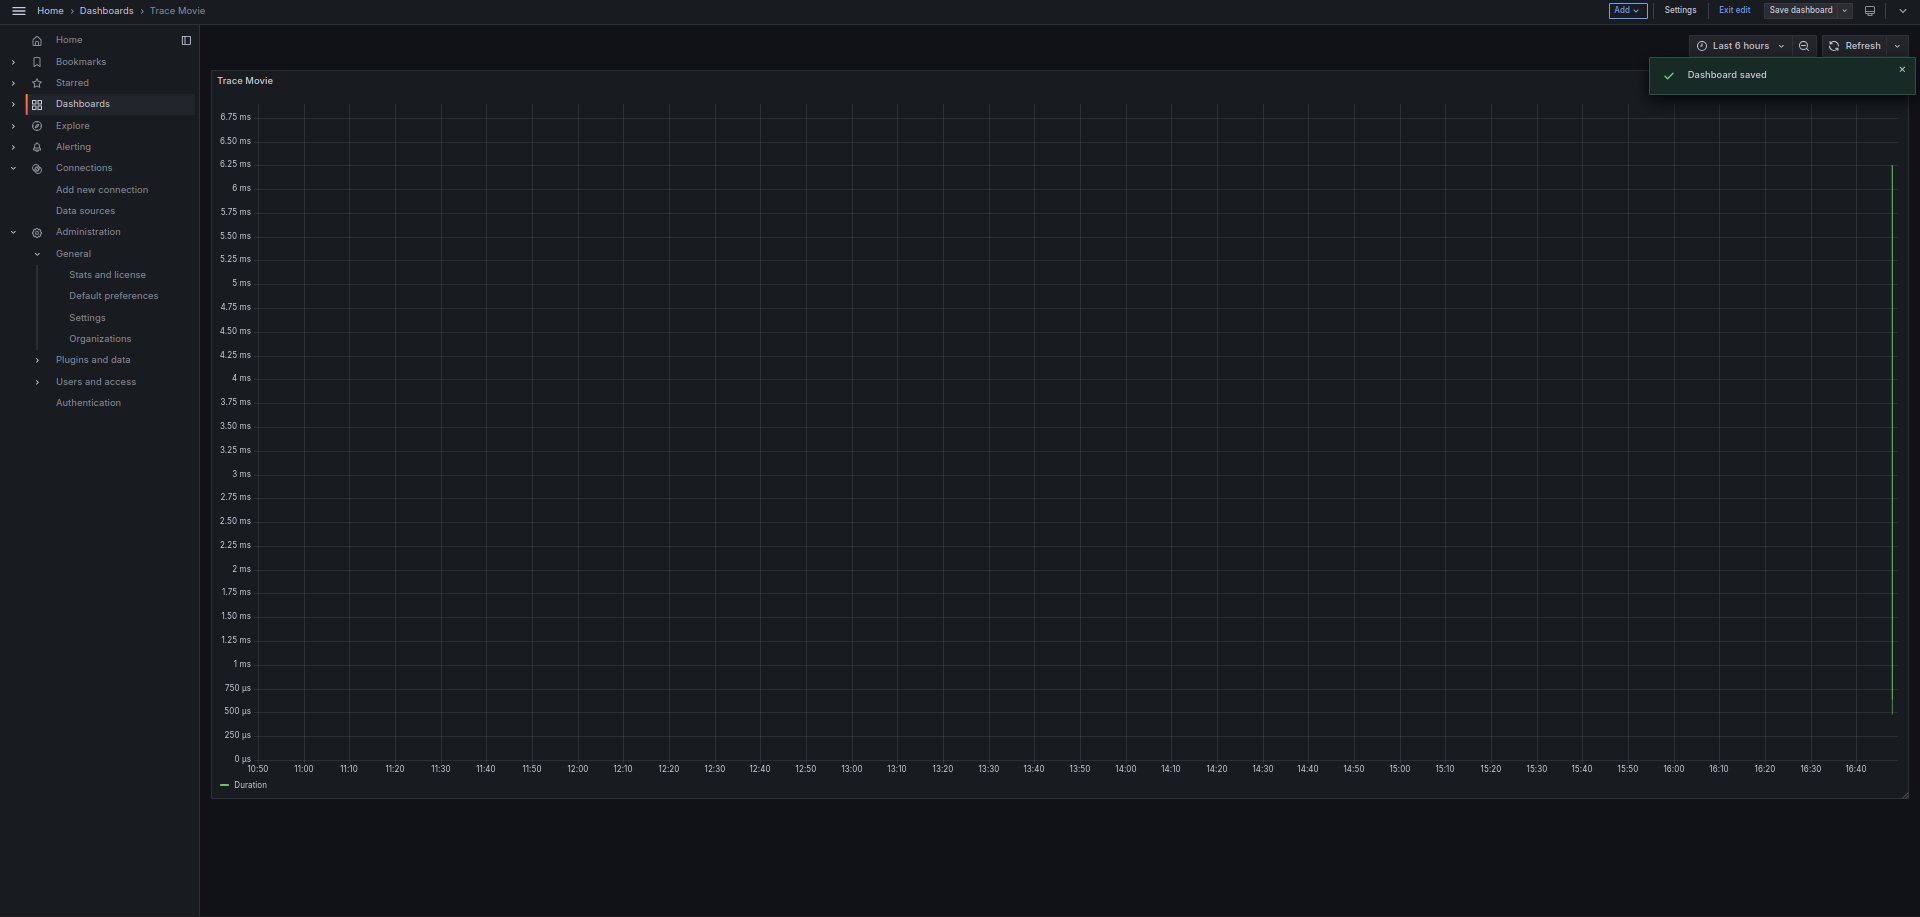 Home › Dashboards › Trace Movie
Add
Settings
Exit edit
Save dashboard
Home
Bookmarks
Starred
Dashboards
Explore
Alerting
Connections
Add new connection
Data sources
Administration
General
Stats and license
Default preferences
Settings
Organizations
Plugins and data
Users and access
Authentication
Last 6 hours
Refresh
Dashboard saved
Trace Movie
6.75 ms
6.50 ms
6.25 ms
6 ms
5.75 ms
5.50 ms
5.25 ms
5 ms
4.75 ms
4.50 ms
4.25 ms
4 ms
3.75 ms
3.50 ms
3.25 ms
3 ms
2.75 ms
2.50 ms
2.25 ms
2 ms
1.75 ms
1.50 ms
1.25 ms
1 ms
750 µs
500 µs
250 µs
0 µs
10:50 11:00 11:10 11:20 11:30 11:40 11:50 12:00 12:10 12:20 12:30 12:40 12:50 13:00 13:10 13:20 13:30 13:40 13:50 14:00 14:10 14:20 14:30 14:40 14:50 15:00 15:10 15:20 15:30 15:40 15:50 16:00 16:10 16:20 16:30 16:40
Duration